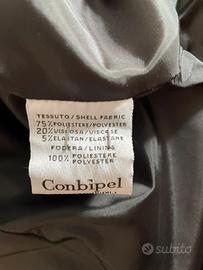 TESSUTO/SHELL FABRIC
75%POLIESTERE/POLYESTER
20%VISCOSA/VISCOSE
5%ELASTAN/ELASTANE
FODERA/LINING
100%POLIESTERE
POLYESTER
Conbipel
subito